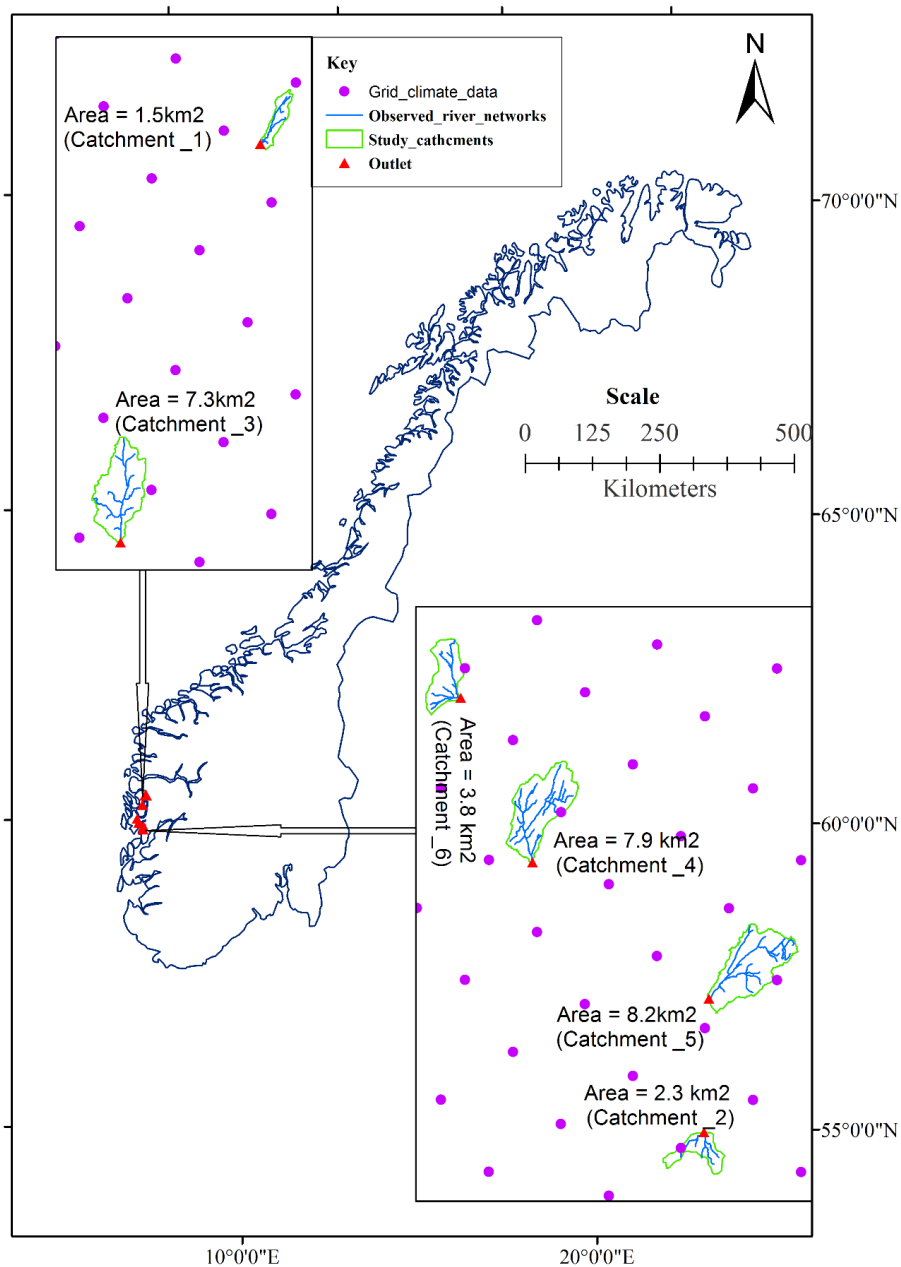 N
Key
Grid_climate_data
Observed_river_networks
Study_cathcments
Outlet
Area = 1.5km2
(Catchment _1)
Area = 7.3km2
(Catchment _3)
70°0'0"N
Scale
0 125 250 500
Kilometers
65°0'0"N
Area = 3.8 km2
(Catchment _6)
Area = 7.9 km2
(Catchment _4)
60°0'0"N
Area = 8.2km2
(Catchment _5)
Area = 2.3 km2
(Catchment _2)
55°0'0"N
10°0'0"E
20°0'0"E